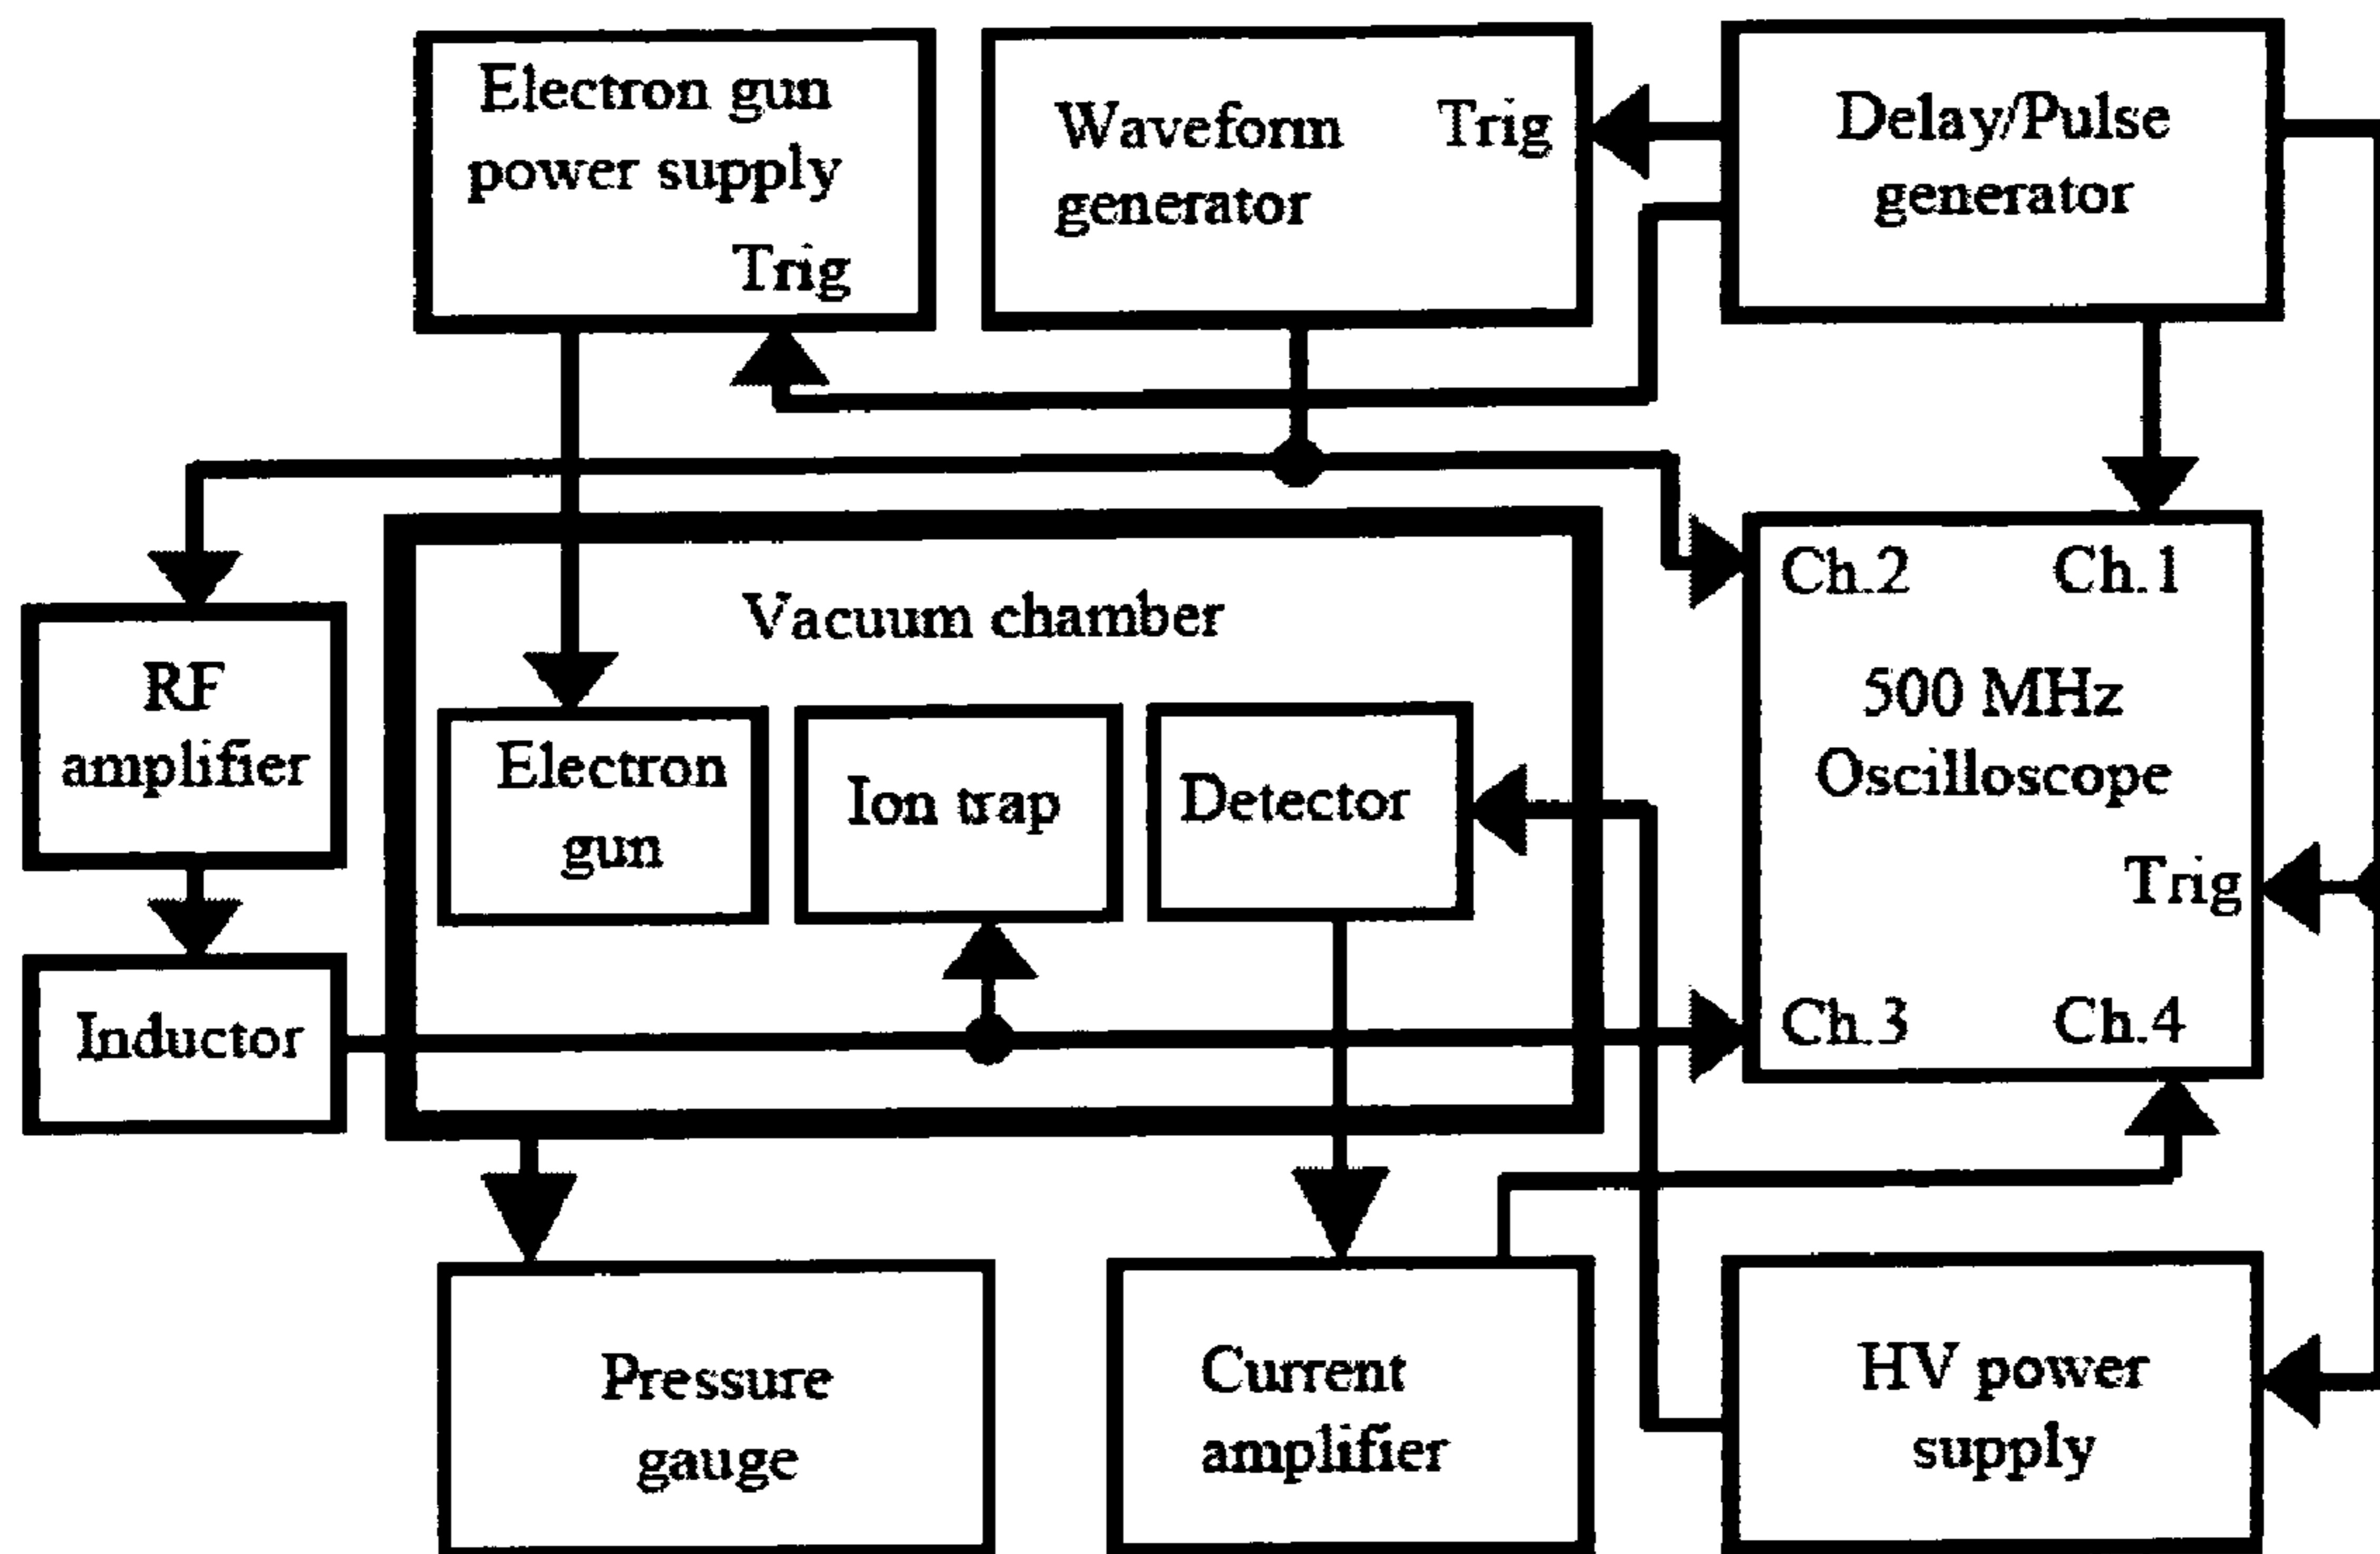 Electron gun
power supply
Trig
Waveform
generator
Trig
Delay/Pulse
generator
RF
amplifier
Inductor
Vacuum chamber
Electron
gun
Ion trap
Detector
Ch.2
Ch.1
500 MHz
Oscilloscope
Trig
Ch.3
Ch.4
Pressure
gauge
Current
amplifier
HV power
supply